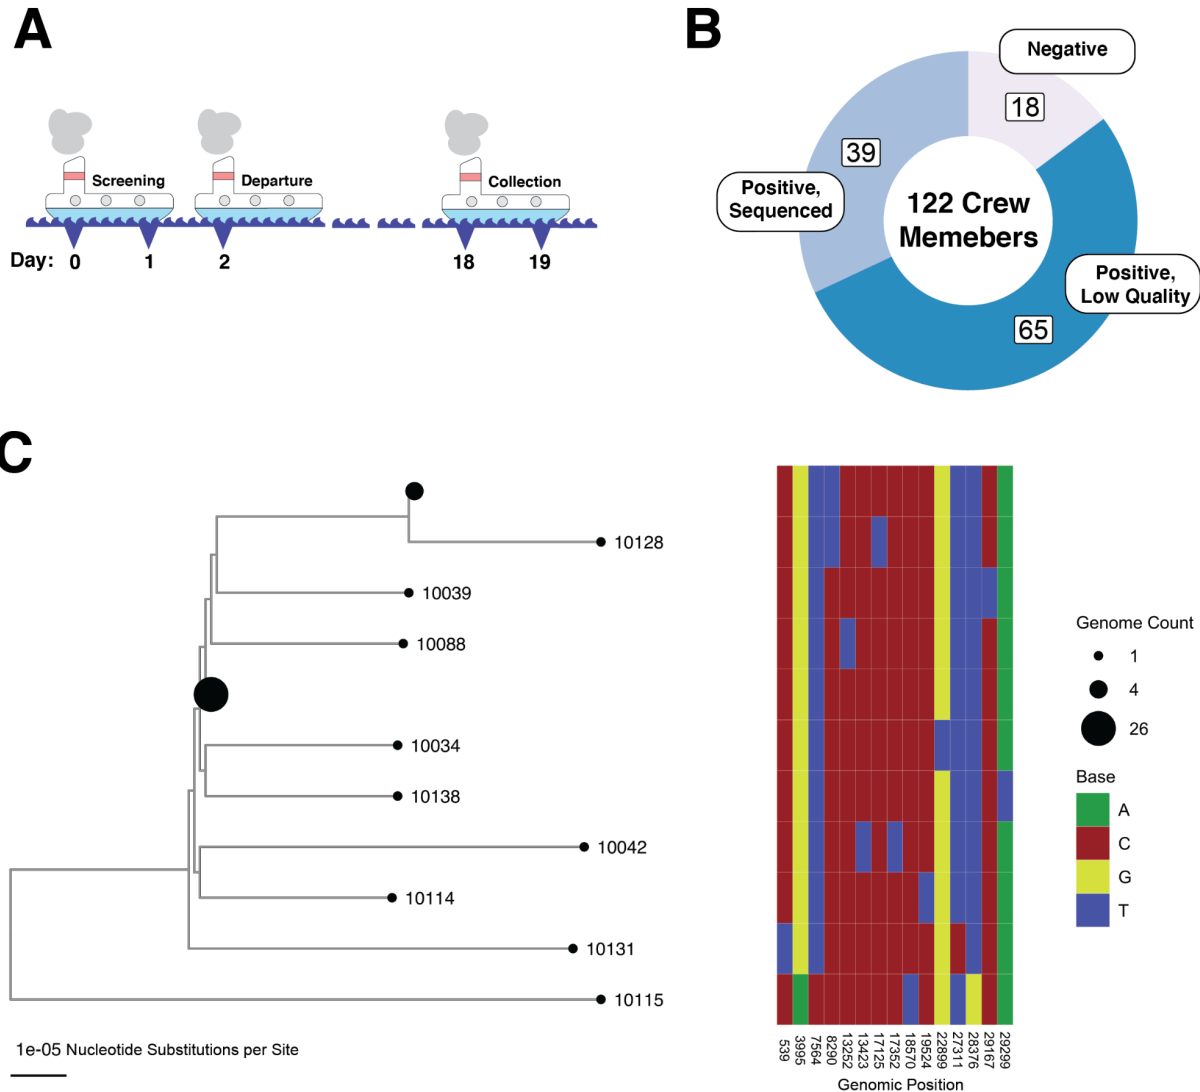 A
Screening
Departure
Collection
Day: 0 1 2 18 19
B
Negative
18
39
Positive,
Sequenced
122 Crew
Memebers
Positive,
Low Quality
65
C
10128
10039
10088
10034
10138
10042
10114
10131
10115
1e-05 Nucleotide Substitutions per Site
539
3995
7564
8290
13252
13423
17125
17352
18570
19524
22899
27311
28376
29167
29299
Genomic Position
Genome Count
1
4
26
Base
A
C
G
T